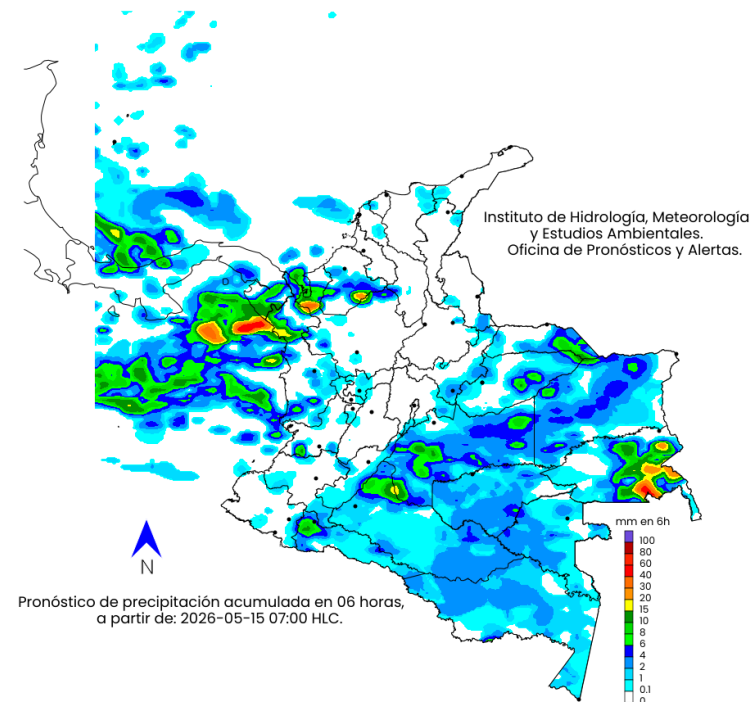 Instituto de Hidrología, Meteorología
y Estudios Ambientales.
Oficina de Pronósticos y Alertas.
mm en 6h
100
80
60
40
30
20
15
10
8
6
4
2
1
0.1
0
N
Pronóstico de precipitación acumulada en 06 horas,
a partir de: 2026-05-15 07:00 HLC.